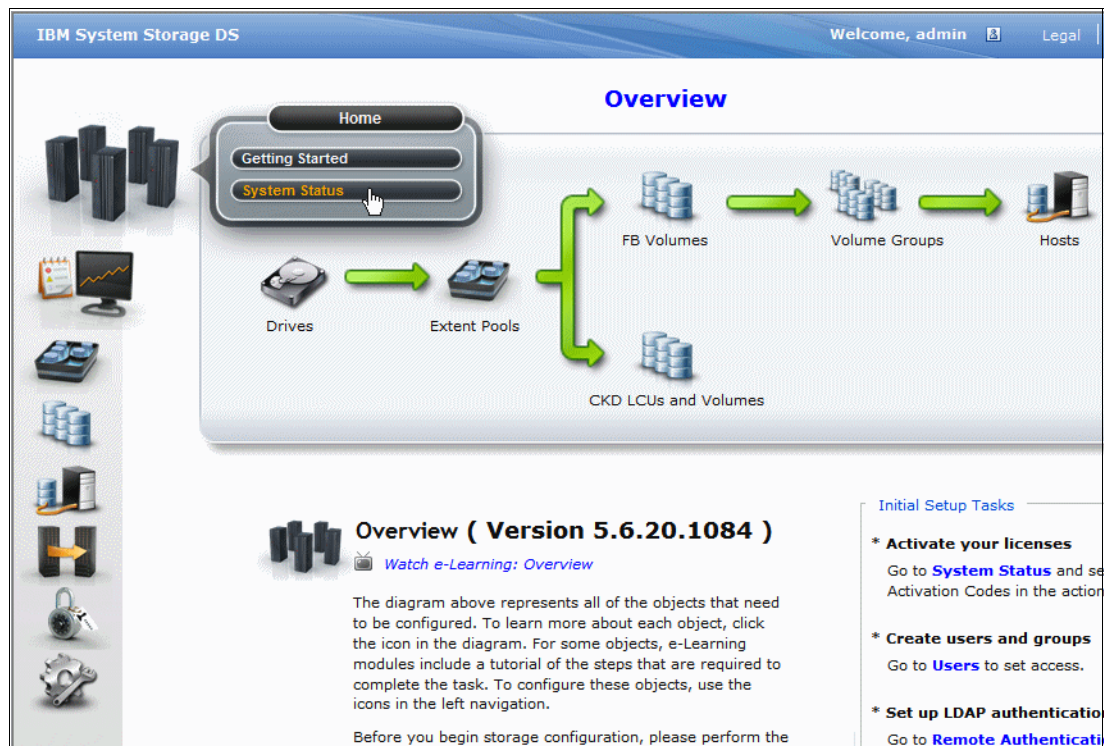 IBM System Storage DS
Welcome, admin
Legal
Overview
Home
Getting Started
System Status
FB Volumes
Volume Groups
Hosts
Drives
Extent Pools
CKD LCUs and Volumes
Overview ( Version 5.6.20.1084 )
Watch e-Learning: Overview
The diagram above represents all of the objects that need
to be configured. To learn more about each object, click
the icon in the diagram. For some objects, e-Learning
modules include a tutorial of the steps that are required to
complete the task. To configure these objects, use the
icons in the left navigation.
Before you begin storage configuration, please perform the
Initial Setup Tasks
* Activate your licenses
Go to System Status and se
Activation Codes in the action
* Create users and groups
Go to Users to set access.
* Set up LDAP authentication
Go to Remote Authenticati